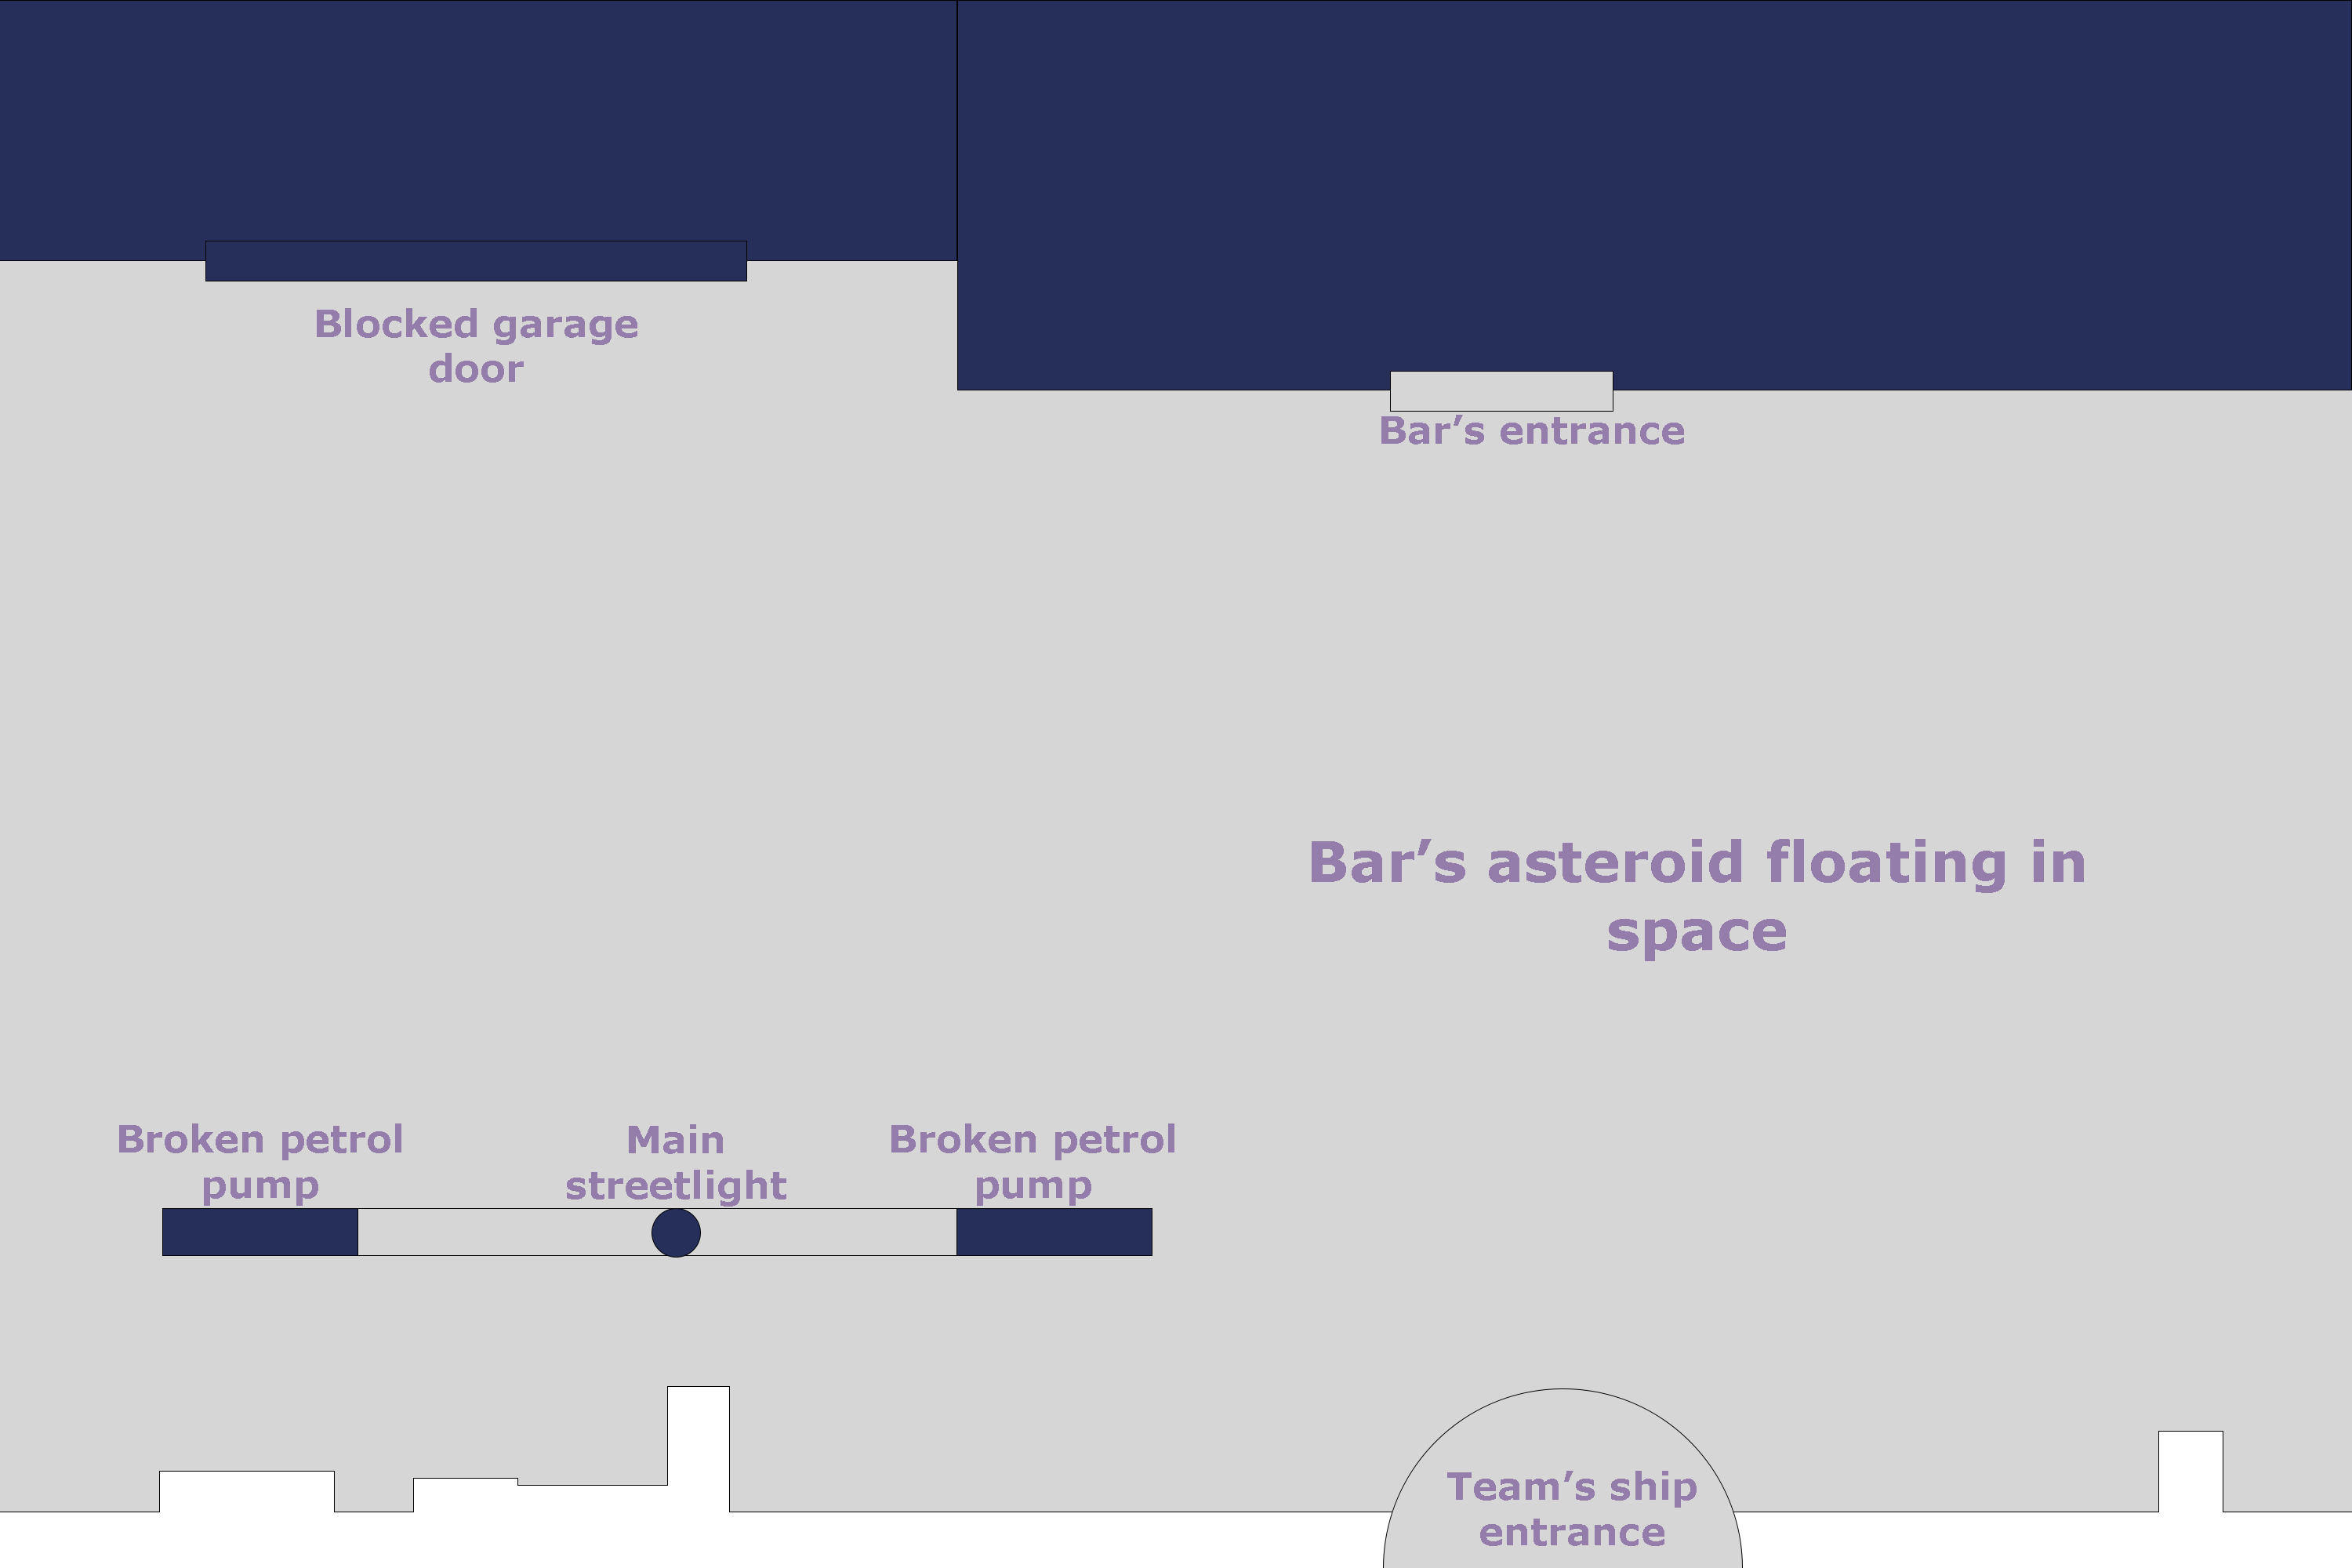 Blocked garage
door
Bar’s entrance
Bar’s asteroid floating in
space
Broken petrol
pump
Main
streetlight
Broken petrol
pump
Team’s ship
entrance